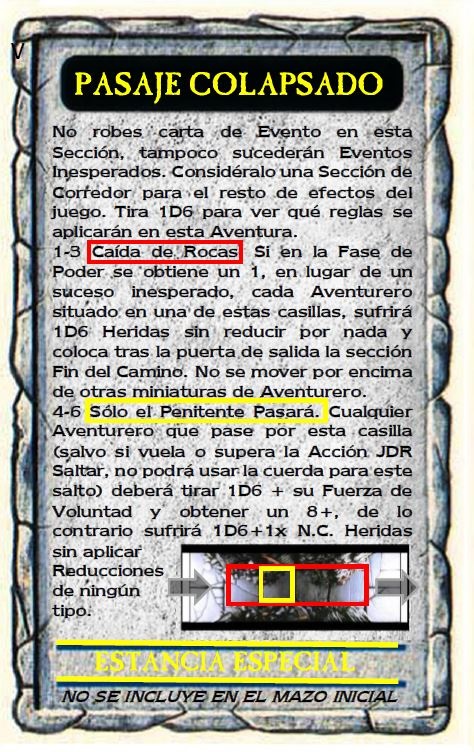 V
PASAJE COLAPSADO
No robes carta de Evento en esta
Sección, tampoco sucederán Eventos
Inesperados. Considéralo una Sección de
Corredor para el resto de efectos del
juego. Tira 1D6 para ver qué reglas se
aplicarán en esta Aventura.
1-3 Caída de Rocas. Si en la Fase de
Poder se obtiene un 1, en lugar de un
suceso inesperado, cada Aventurero
situado en una de estas casillas, sufrirá
1D6 Heridas sin reducir por nada y
coloca tras la puerta de salida la sección
Fin del Camino. No se mover por encima
de otras miniaturas de Aventurero.
4-6 Sólo el Penitente Pasará. Cualquier
Aventurero que pase por esta casilla
(salvo si vuela o supera la Acción JDR
Saltar, no podrá usar la cuerda para este
salto) deberá tirar 1D6 + su Fuerza de
Voluntad y obtener un 8+, de lo
contrario sufrirá 1D6+1x N.C. Heridas
sin aplicar
Reducciones
de ningún
tipo.
ESTANCIA ESPECIAL
NO SE INCLUYE EN EL MAZO INICIAL